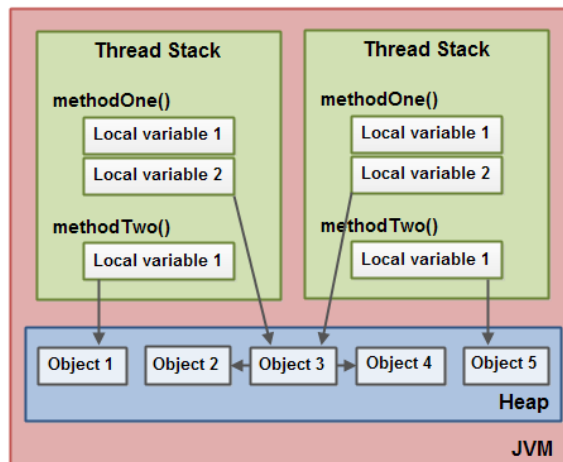 Thread Stack
methodOne()
Local variable 1
Local variable 2
methodTwo()
Local variable 1
Thread Stack
methodOne()
Local variable 1
Local variable 2
methodTwo()
Local variable 1
Object 1
Object 2
Object 3
Object 4
Object 5
Heap
JVM